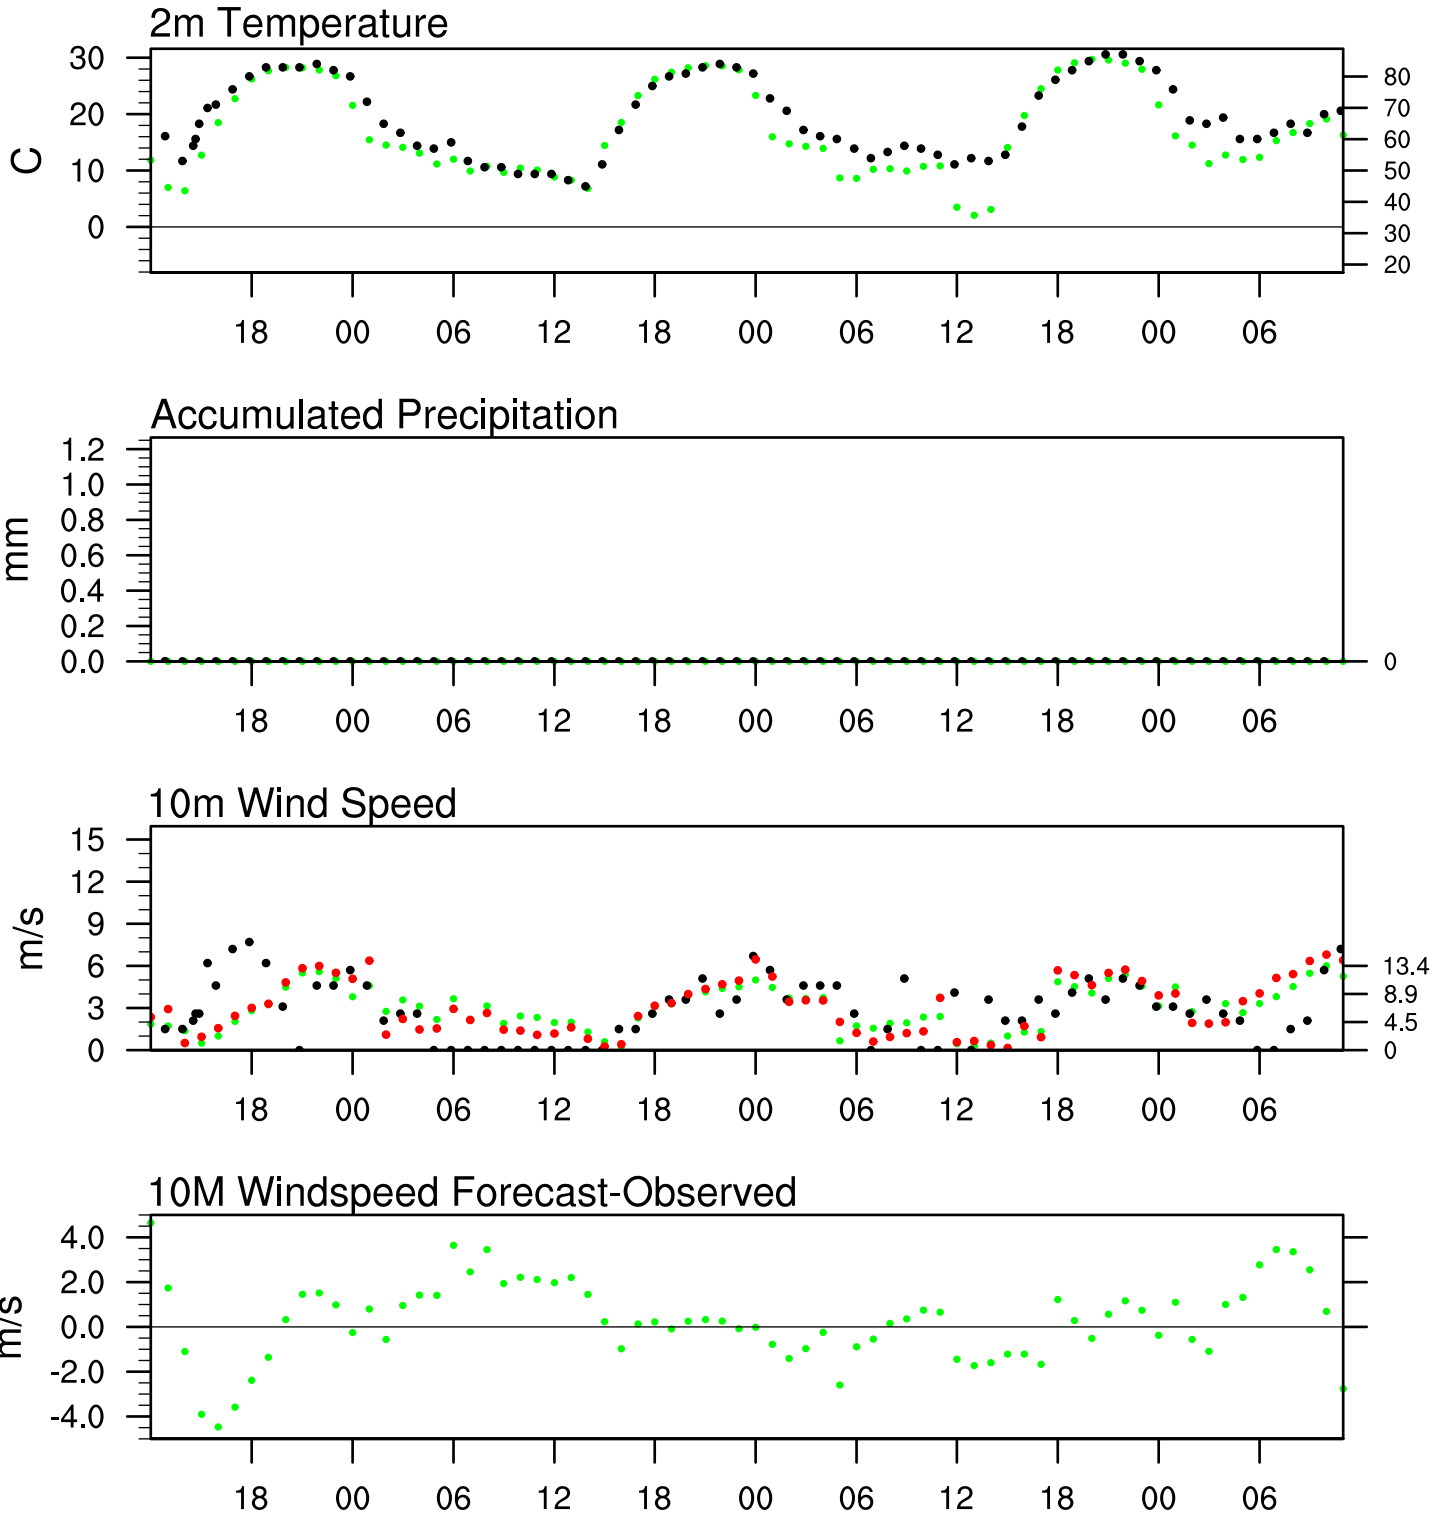 2m Temperature
30
20
10
0
C
80
70
60
50
40
30
20
18 00 06 12 18 00 06 12 18 00 06
Accumulated Precipitation
1.2
1.0
0.8
0.6
0.4
0.2
0.0
mm
0
18 00 06 12 18 00 06 12 18 00 06
10m Wind Speed
15
12
9
6
3
0
m/s
13.4
8.9
4.5
0
18 00 06 12 18 00 06 12 18 00 06
10M Windspeed Forecast-Observed
4.0
2.0
0.0
-2.0
-4.0
m/s
18 00 06 12 18 00 06 12 18 00 06